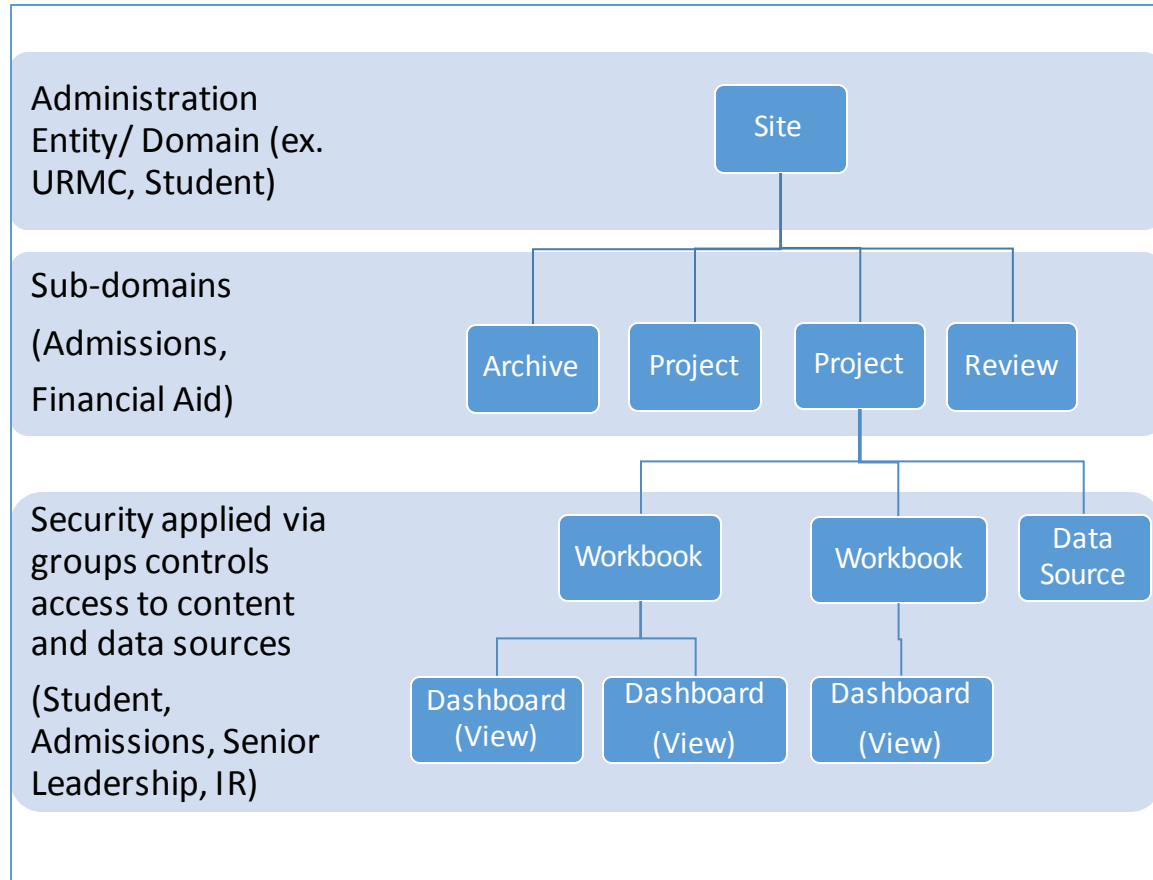 Administration
Entity/ Domain (ex.
URMC, Student)
Site
Sub-domains
(Admissions,
Financial Aid)
Archive
Project
Project
Review
Security applied via
groups controls
access to content
and data sources
(Student,
Admissions, Senior
Leadership, IR)
Workbook
Workbook
Data
Source
Dashboard
(View)
Dashboard
(View)
Dashboard
(View)